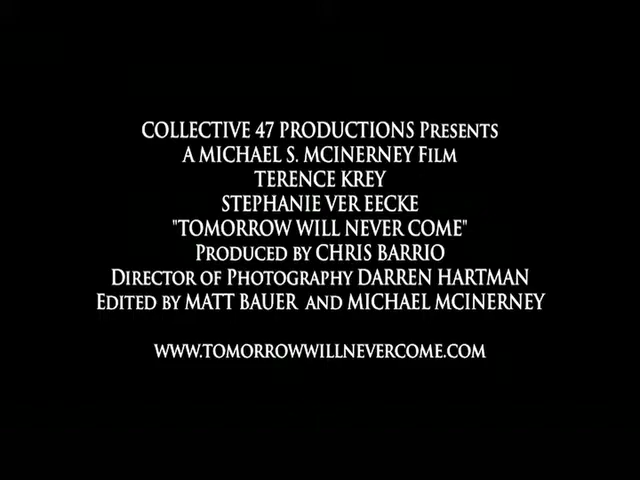 COLLECTIVE 47 PRODUCTIONS PRESENTS
A MICHAEL S. MCINERNEY FILM
TERENCE KREY
STEPHANIE VER EECKE
"TOMORROW WILL NEVER COME"
PRODUCED BY CHRIS BARRIO
DIRECTOR OF PHOTOGRAPHY DARREN HARTMAN
EDITED BY MATT BAUER AND MICHAEL MCINERNEY
WWW.TOMORROWWILLNEVERCOME.COM